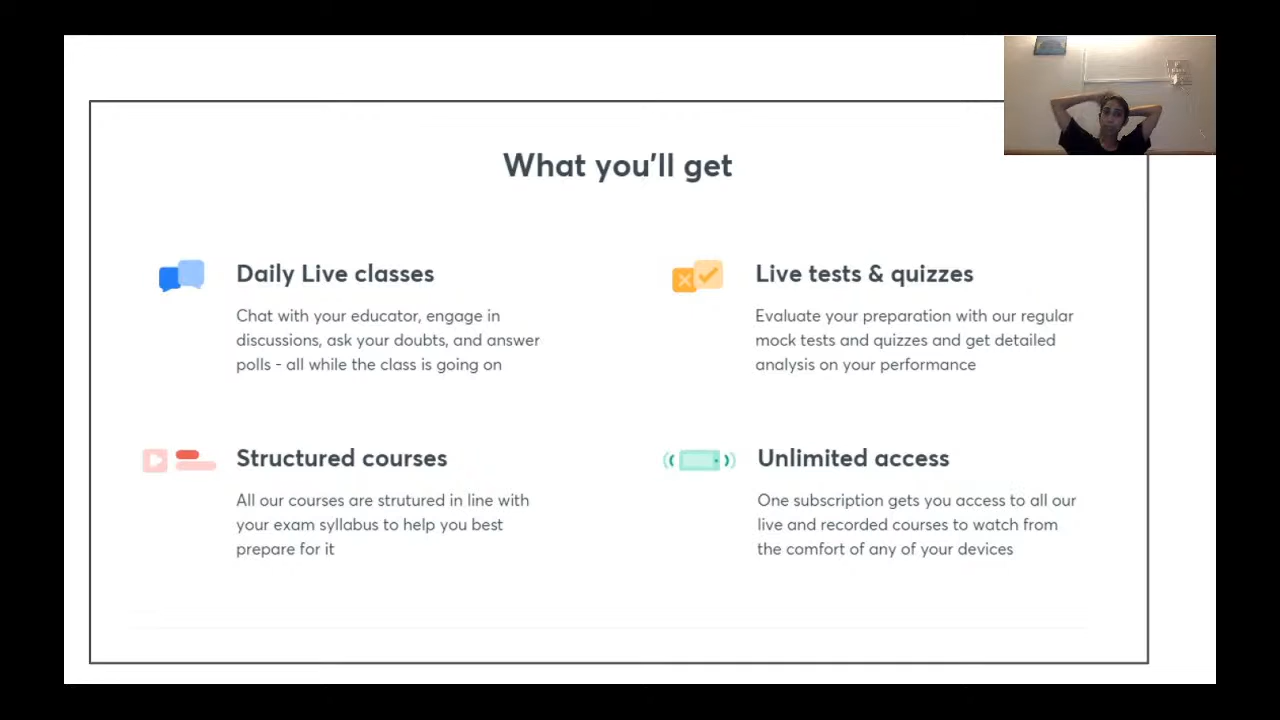 What you'll get
Daily Live classes
Chat with your educator, engage in
discussions, ask your doubts, and answer
polls - all while the class is going on
Live tests & quizzes
Evaluate your preparation with our regular
mock tests and quizzes and get detailed
analysis on your performance
Structured courses
All our courses are strutured in line with
your exam syllabus to help you best
prepare for it
Unlimited access
One subscription gets you access to all our
live and recorded courses to watch from
the comfort of any of your devices